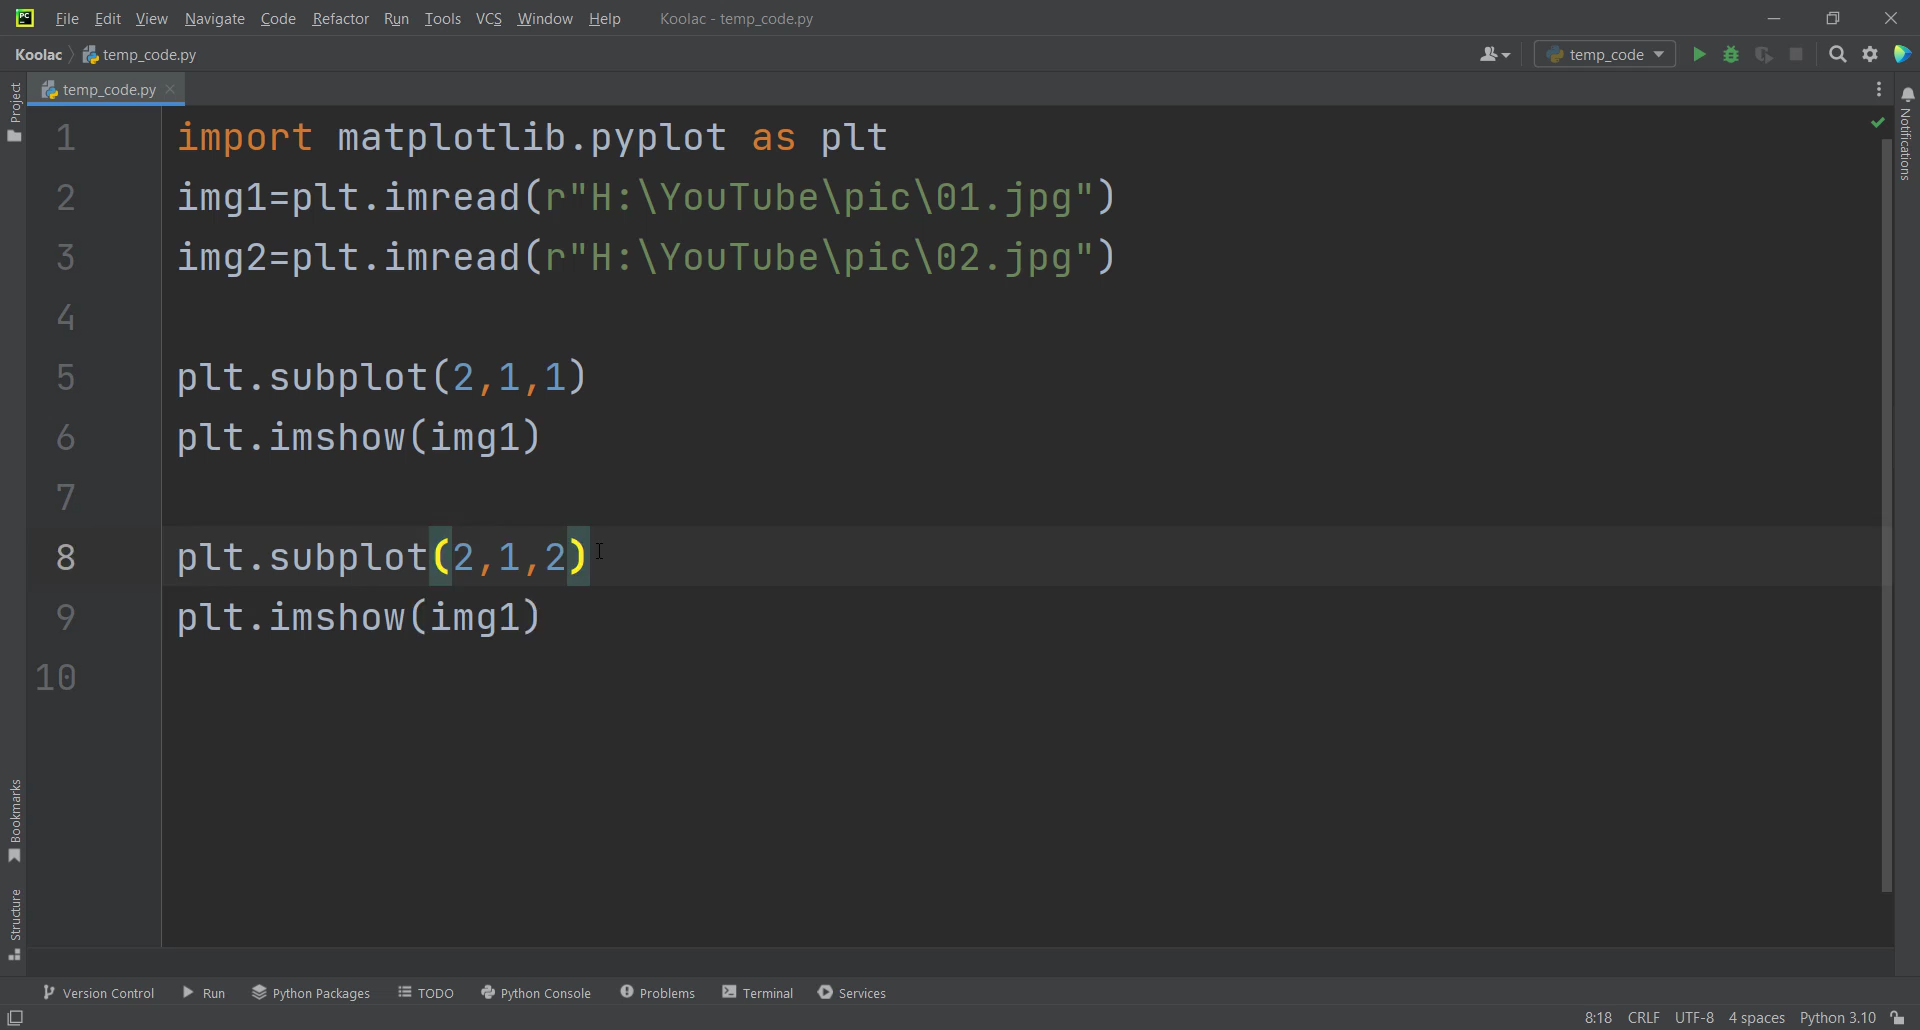 PC File Edit View Navigate Code Refactor Run Tools VCS Window Help Koolac - temp_code.py
Koolac temp_code.py temp_code
temp_code.py
Project
Notifications
1 import matplotlib.pyplot as plt
2 img1=plt.imread(r"H:\YouTube\pic\01.jpg")
3 img2=plt.imread(r"H:\YouTube\pic\02.jpg")
4
5 plt.subplot(2,1,1)
6 plt.imshow(img1)
7
8 plt.subplot(2,1,2)
9 plt.imshow(img1)
10
Bookmarks
Structure
Version Control Run Python Packages TODO Python Console Problems Terminal Services
8:18 CRLF UTF-8 4 spaces Python 3.10